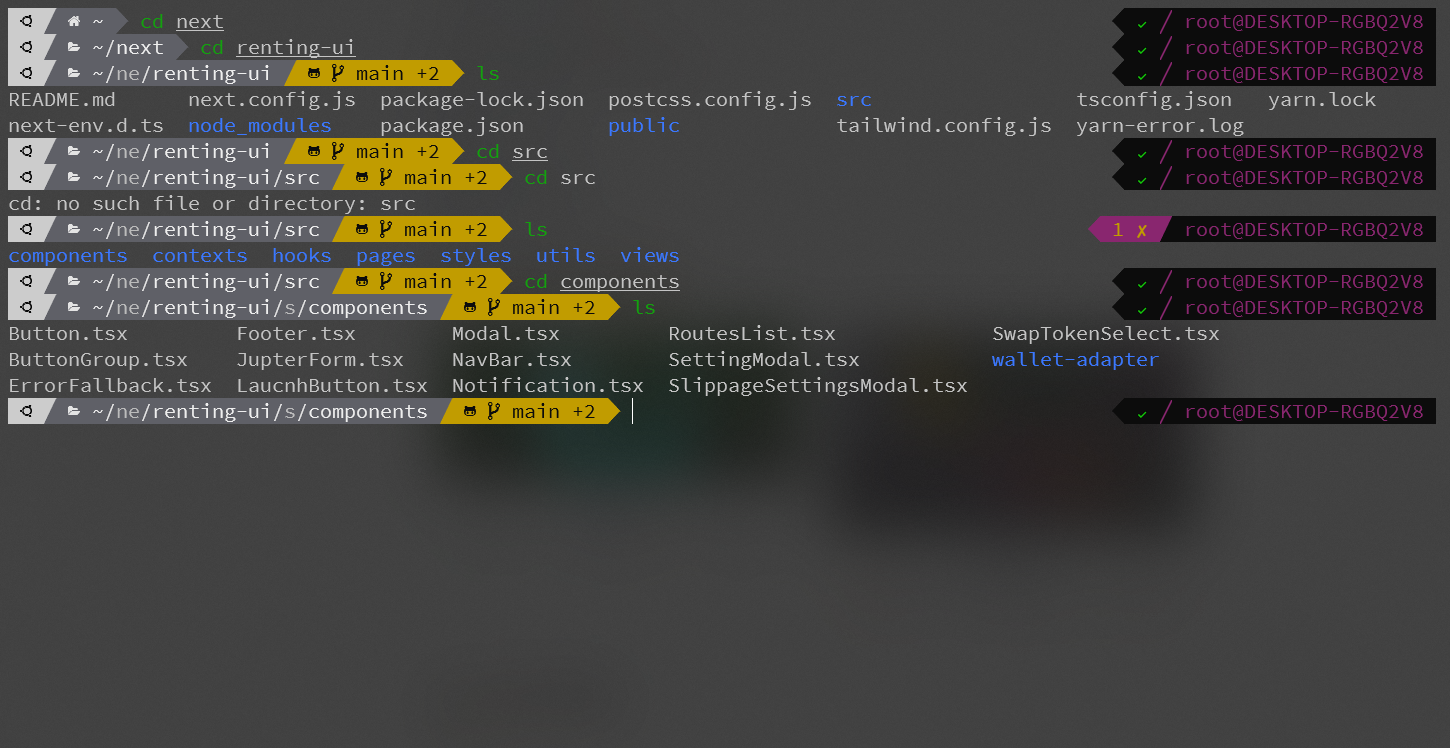 ~ cd next ✓ root@DESKTOP-RGBQ2V8
~/next cd renting-ui ✓ root@DESKTOP-RGBQ2V8
~/ne/renting-ui main +2 ls ✓ root@DESKTOP-RGBQ2V8
README.md next.config.js package-lock.json postcss.config.js src tsconfig.json yarn.lock
next-env.d.ts node_modules package.json public tailwind.config.js yarn-error.log
~/ne/renting-ui main +2 cd src ✓ root@DESKTOP-RGBQ2V8
~/ne/renting-ui/src main +2 cd src ✓ root@DESKTOP-RGBQ2V8
cd: no such file or directory: src
~/ne/renting-ui/src main +2 ls 1 ✗ root@DESKTOP-RGBQ2V8
components contexts hooks pages styles utils views
~/ne/renting-ui/src main +2 cd components ✓ root@DESKTOP-RGBQ2V8
~/ne/renting-ui/s/components main +2 ls ✓ root@DESKTOP-RGBQ2V8
Button.tsx Footer.tsx Modal.tsx RoutesList.tsx SwapTokenSelect.tsx
ButtonGroup.tsx JupterForm.tsx NavBar.tsx SettingModal.tsx wallet-adapter
ErrorFallback.tsx LaucnhButton.tsx Notification.tsx SlippageSettingsModal.tsx
~/ne/renting-ui/s/components main +2 ✓ root@DESKTOP-RGBQ2V8